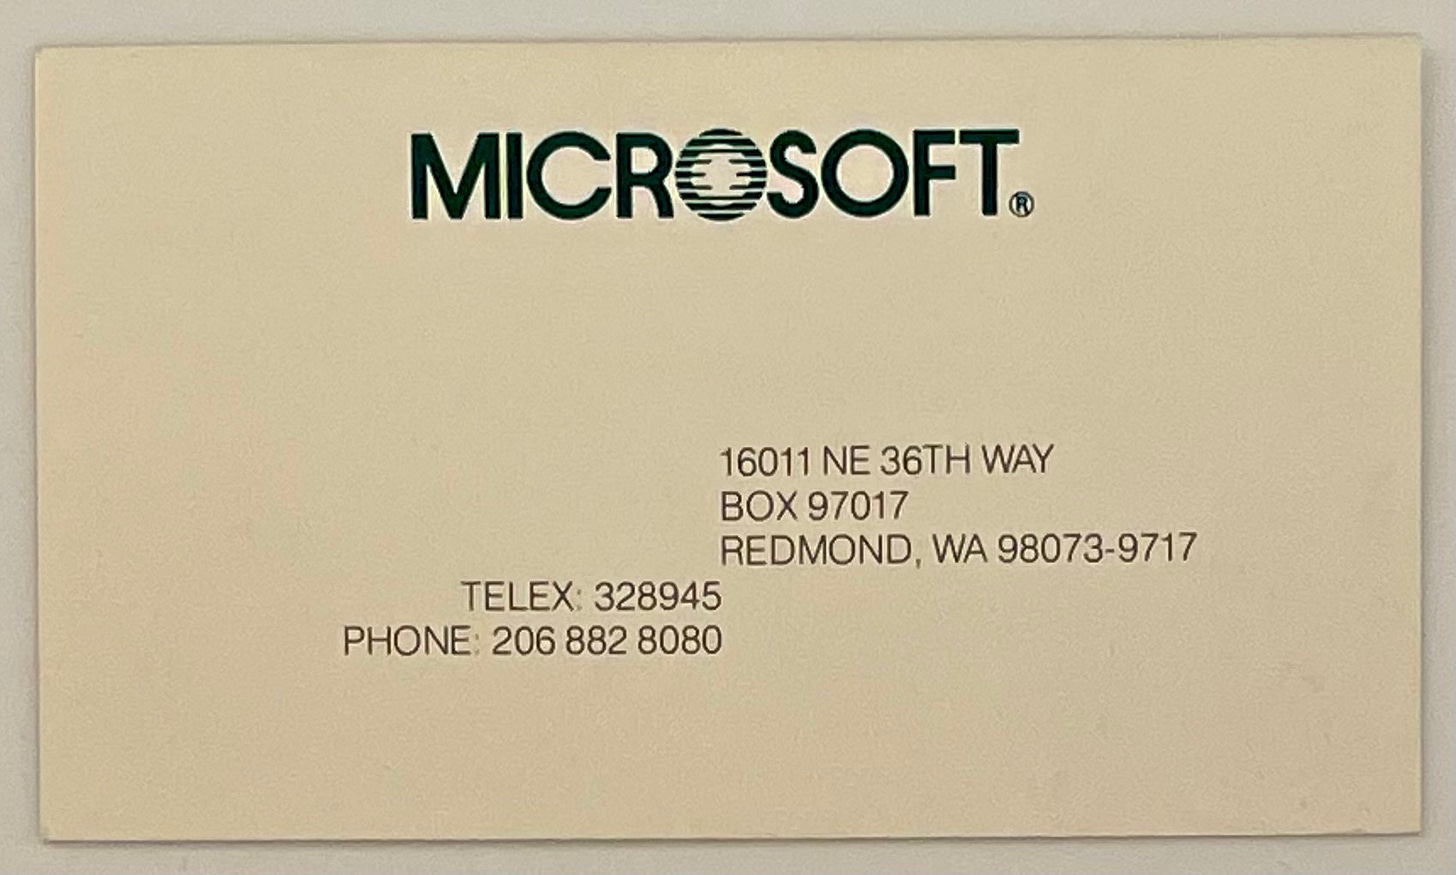 MICROSOFT®
16011 NE 36TH WAY
BOX 97017
REDMOND, WA 98073-9717
TELEX: 328945
PHONE: 206 882 8080